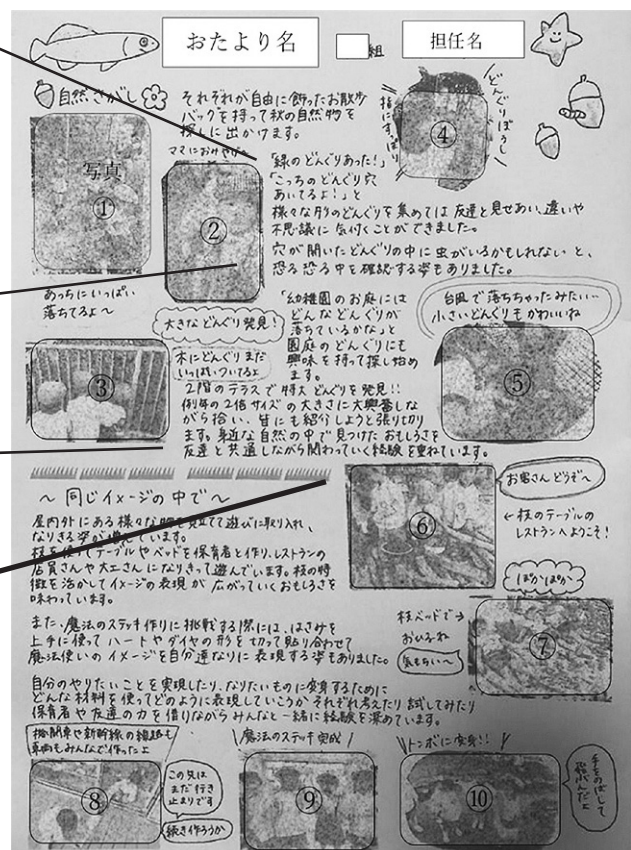 おたより名
組
担任名
自然さがし
それぞれが自由に飾ったお散歩
バッグを持って秋の自然物を
探しに出かけます。
どんぐりぼうし
指にすっぽり
④
写真
①
ママにおみやげ
②
「緑のどんぐりあった!」
「こっちのどんぐり穴
あいてるよ!」と
様々な形のどんぐりを集めては友達と見せあい、違いや
不思議に気付くことができました。
穴が開いたどんぐりの中に虫がいるかもしれないと、
恐る恐る中を確認する姿もありました。
あっちにいっぱい
落ちてるよ~
大きなどんぐり発見!
「幼稚園のお庭には
どんなどんぐりが
落ちているかな」と
園庭のどんぐりにも
興味を持って探し始め
ます。
台風で落ちちゃったみたい…
小さいどんぐりもかわいいね
⑤
③
木にどんぐりまだ
いっぱいついてるよ
2階のテラスで特大どんぐりを発見!!
例年の2倍サイズの大きさに大興奮しな
がら拾い、皆にも紹介しようと張り切り
ます。身近な自然の中で見つけたおもしろさを
友達と共通しながら関わっていく経験を重ねています。
~同じイメージの中で~
屋内外にある様々な物を見立てて遊びに取り入れ、
なりきる姿が増えています。
枝を使ってテーブルやベッドを保育者と作り、レストランの
店員さんや大工さんになりきって遊んでいます。枝の特
徴を活かしてイメージの表現が広がっていくおもしろさを
味わっています。
⑥
お客さんどうぞ~
←枝のテーブルの
レストランへようこそ!
ぽかぽか~
また、魔法のステッキ作りに挑戦する際には、はさみを
上手に使ってハートやダイヤの形を切って貼り合わせて
魔法使いのイメージを自分達なりに表現する姿もありました。
枝ベッドで→
おひるね
気もちい~
⑦
自分のやりたいことを実現したり、なりたいものに変身するために
どんな材料を使ってどのように表現していこうかそれぞれ考えたり試してみたり
保育者や友達の力を借りながらみんなと一緒に経験を深めています。
機関車や新幹線の線路も
車両もみんなで作ったよ
⑧
この先は
まだ行き
止まりです
続き作ろうか
魔法のステッキ完成
⑨
トンボに変身!!
⑩
手をのばして
飛ぶんだよ